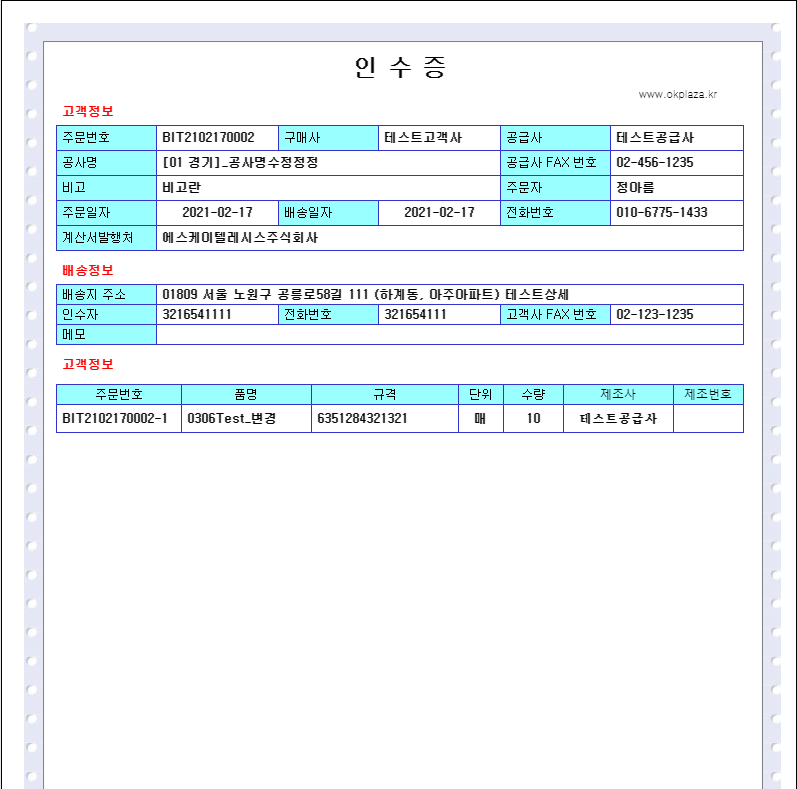 인 수 증
www.okplaza.kr
고객정보
주문번호 BIT2102170002 구매사 테스트고객사 공급사 테스트공급사
공사명 [01 경기]_공사명수정정정 공급사 FAX 번호 02-456-1235
비고 비고란 주문자 정아름
주문일자 2021-02-17 배송일자 2021-02-17 전화번호 010-6775-1433
계산서발행처 에스케이텔레시스주식회사
배송정보
배송지 주소 01809 서울 노원구 공릉로58길 111 (하계동, 아주아파트) 테스트상세
인수자 3216541111 전화번호 321654111 고객사 FAX 번호 02-123-1235
메모
고객정보
주문번호 품명 규격 단위 수량 제조사 제조번호
BIT2102170002-1 0306Test_변경 6351284321321 매 10 테스트공급사